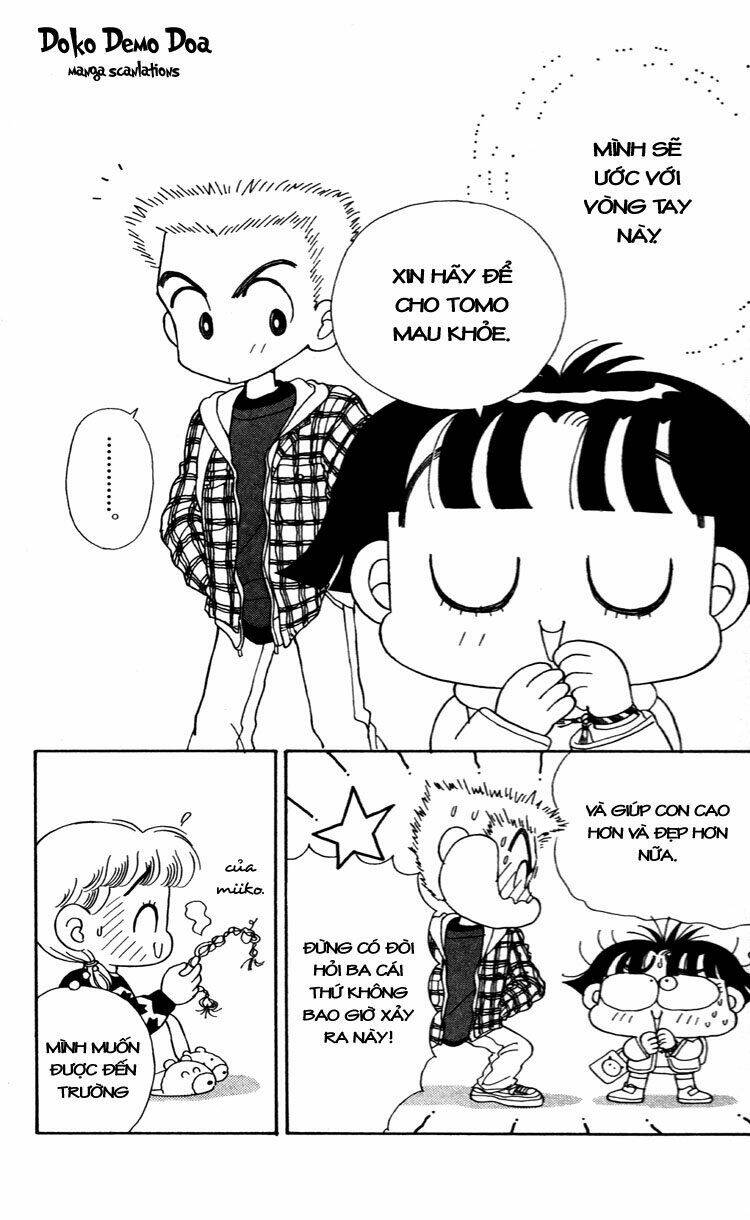 Doko Demo Doa
manga scanlations
MÌNH SẼ
ƯỚC VỚI
VÒNG TAY
NÀY.
XIN HÃY ĐỂ
CHO TOMO
MAU KHỎE.
..........
VÀ GIÚP CON CAO
HƠN VÀ ĐẸP HƠN
NỮA.
ĐỪNG CÓ ĐÒI
HỎI BA CÁI
THỨ KHÔNG
BAO GIỜ XẢY
RA NÀY!
của
miiko.
MÌNH MUỐN
ĐƯỢC ĐẾN
TRƯỜNG